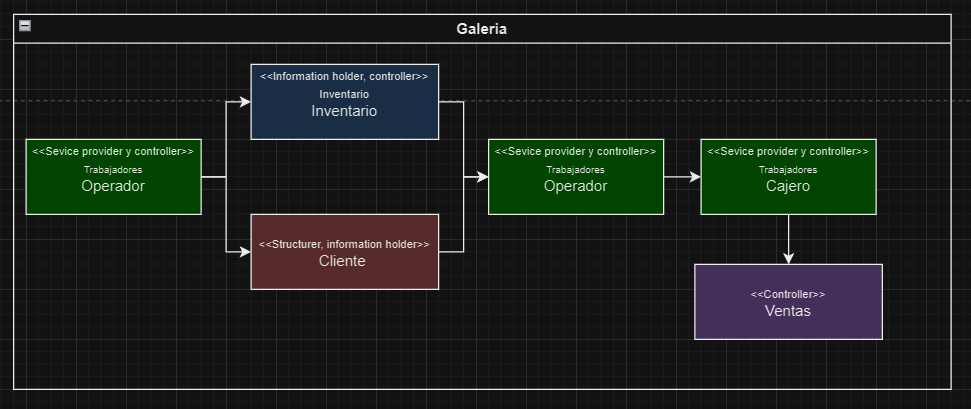 Galeria
<<Information holder, controller>>
Inventario
Inventario
<<Sevice provider y controller>>
Trabajadores
Operador
<<Structurer, information holder>>
Cliente
<<Sevice provider y controller>>
Trabajadores
Operador
<<Sevice provider y controller>>
Trabajadores
Cajero
<<Controller>>
Ventas